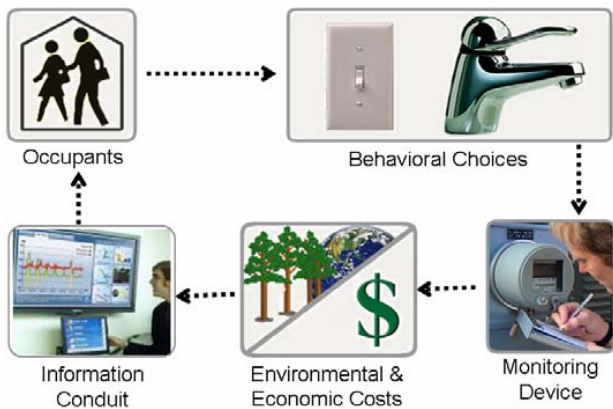 Occupants
Behavioral Choices
Monitoring
Device
Environmental &
Economic Costs
$
Information
Conduit